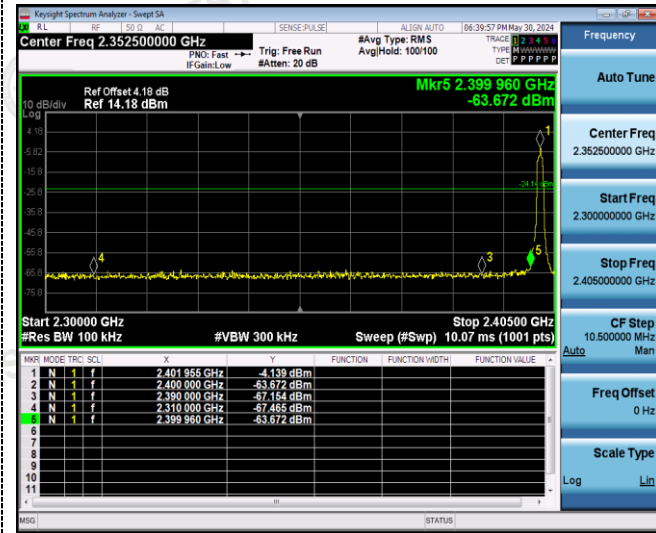 Keysight Spectrum Analyzer - Swept SA
RL RF 50 Ω AC SENSE:PULSE ALIGN AUTO 06:39:57 PM May 30, 2024
Center Freq 2.352500000 GHz
PNO: Fast
IFGain:Low
Trig: Free Run
#Atten: 20 dB
#Avg Type: RMS
Avg|Hold: 100/100
TRACE 1 2 3 4 5 6
TYPE M W W W W W
DET P P P P P P
Frequency
Auto Tune
Center Freq
2.352500000 GHz
Start Freq
2.300000000 GHz
Stop Freq
2.405000000 GHz
CF Step
10.500000 MHz
Auto Man
Freq Offset
0 Hz
Scale Type
Log Lin
Ref Offset 4.18 dB
Ref 14.18 dBm
10 dB/div
Log
Mkr5 2.399 960 GHz
-63.672 dBm
4.18
-5.82
-15.8
-25.8
-35.8
-45.8
-55.8
-65.8
-75.8
-24.14 dBm
1
4
3
5
Start 2.30000 GHz
#Res BW 100 kHz
#VBW 300 kHz
Stop 2.40500 GHz
Sweep (#Swp) 10.07 ms (1001 pts)
MKR MODE TRC SCL X Y FUNCTION FUNCTION WIDTH FUNCTION VALUE
1 N 1 f 2.401 955 GHz -4.139 dBm
2 N 1 f 2.400 000 GHz -63.672 dBm
3 N 1 f 2.390 000 GHz -67.154 dBm
4 N 1 f 2.310 000 GHz -67.465 dBm
5 N 1 f 2.399 960 GHz -63.672 dBm
6
7
8
9
10
11
MSG STATUS